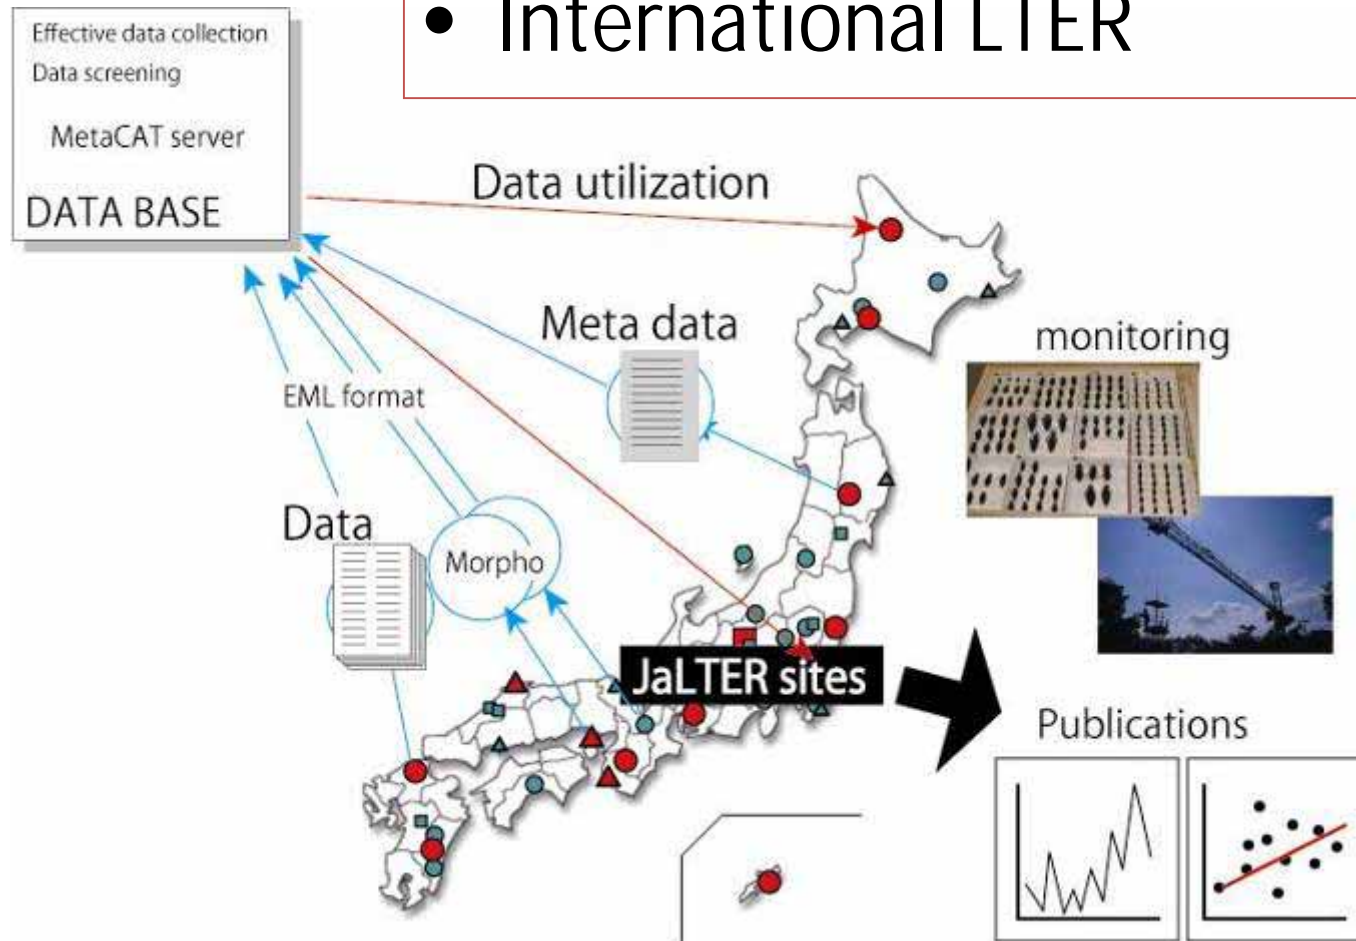 • International LTER
Effective data collection
Data screening
MetaCAT server
DATA BASE
Data utilization
Meta data
monitoring
EML format
Data
Morpho
JaLTER sites
Publications